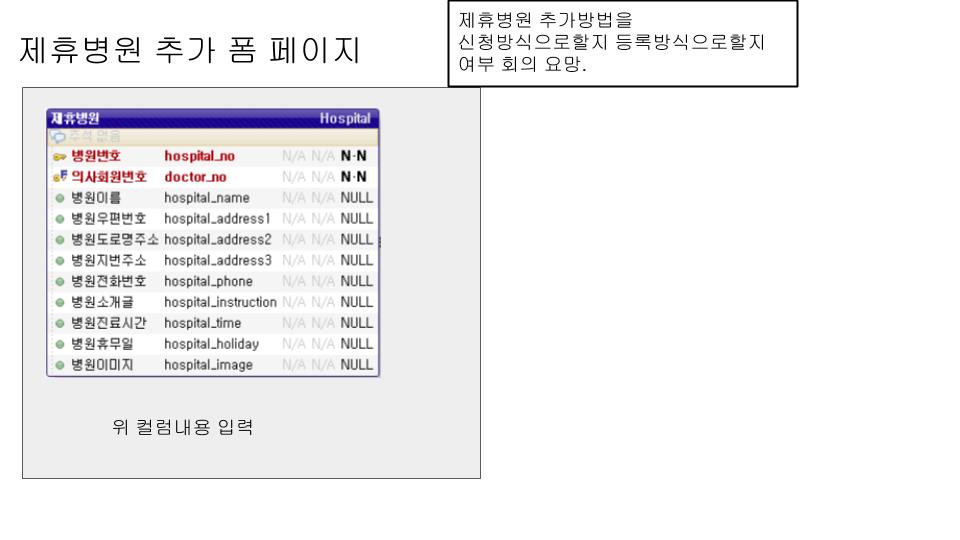 제휴병원 추가 폼 페이지
제휴병원 추가방법을
신청방식으로할지 등록방식으로할지
여부 회의 요망.
제휴병원 Hospital
주석 없음
병원번호 hospital_no N/A N/A N-N
의사회원번호 doctor_no N/A N/A N-N
병원이름 hospital_name N/A N/A NULL
병원우편번호 hospital_address1 N/A N/A NULL
병원도로명주소 hospital_address2 N/A N/A NULL
병원지번주소 hospital_address3 N/A N/A NULL
병원전화번호 hospital_phone N/A N/A NULL
병원소개글 hospital_instruction N/A N/A NULL
병원진료시간 hospital_time N/A N/A NULL
병원휴무일 hospital_holiday N/A N/A NULL
병원이미지 hospital_image N/A N/A NULL
위 컬럼내용 입력